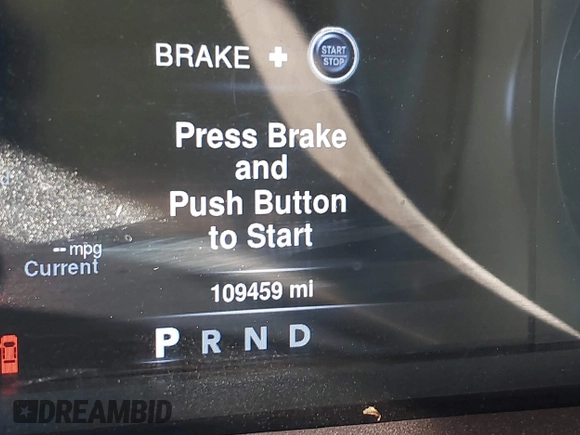 BRAKE + START
STOP
Press Brake
and
Push Button
to Start
-- mpg
Current
109459 mi
P R N D
DREAMBID